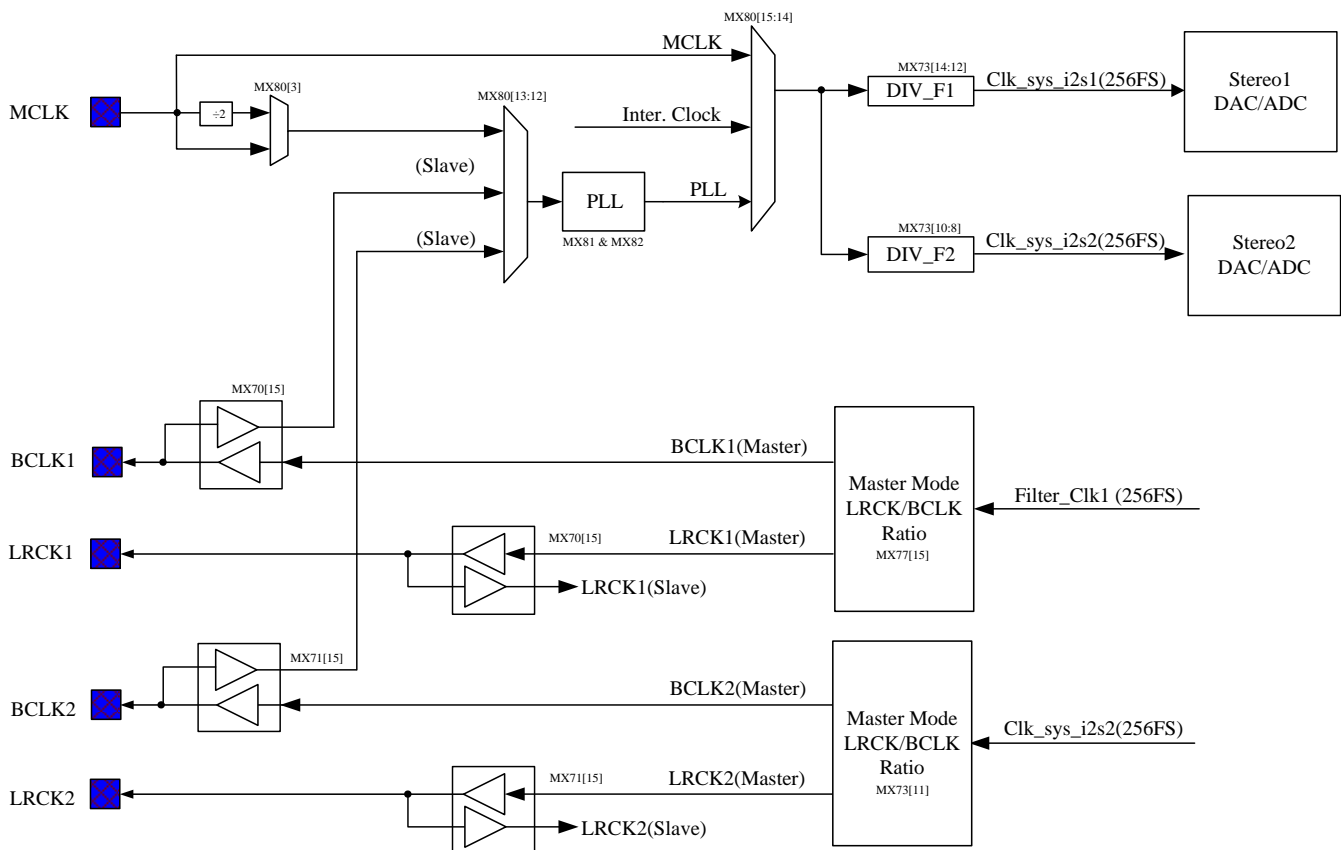 MX80[15:14]
MCLK
MX73[14:12]
Clk_sys_i2s1(256FS)
DIV_F1
Stereo1
DAC/ADC
MX80[3]
MX80[13:12]
MCLK
÷2
Inter. Clock
(Slave)
PLL
PLL
MX81 & MX82
(Slave)
MX73[10:8]
Clk_sys_i2s2(256FS)
DIV_F2
Stereo2
DAC/ADC
MX70[15]
BCLK1
BCLK1(Master)
Master Mode
LRCK/BCLK
Ratio
MX77[15]
Filter_Clk1 (256FS)
LRCK1
MX70[15]
LRCK1(Master)
LRCK1(Slave)
MX71[15]
BCLK2
BCLK2(Master)
Master Mode
LRCK/BCLK
Ratio
MX73[11]
Clk_sys_i2s2(256FS)
LRCK2
MX71[15]
LRCK2(Master)
LRCK2(Slave)